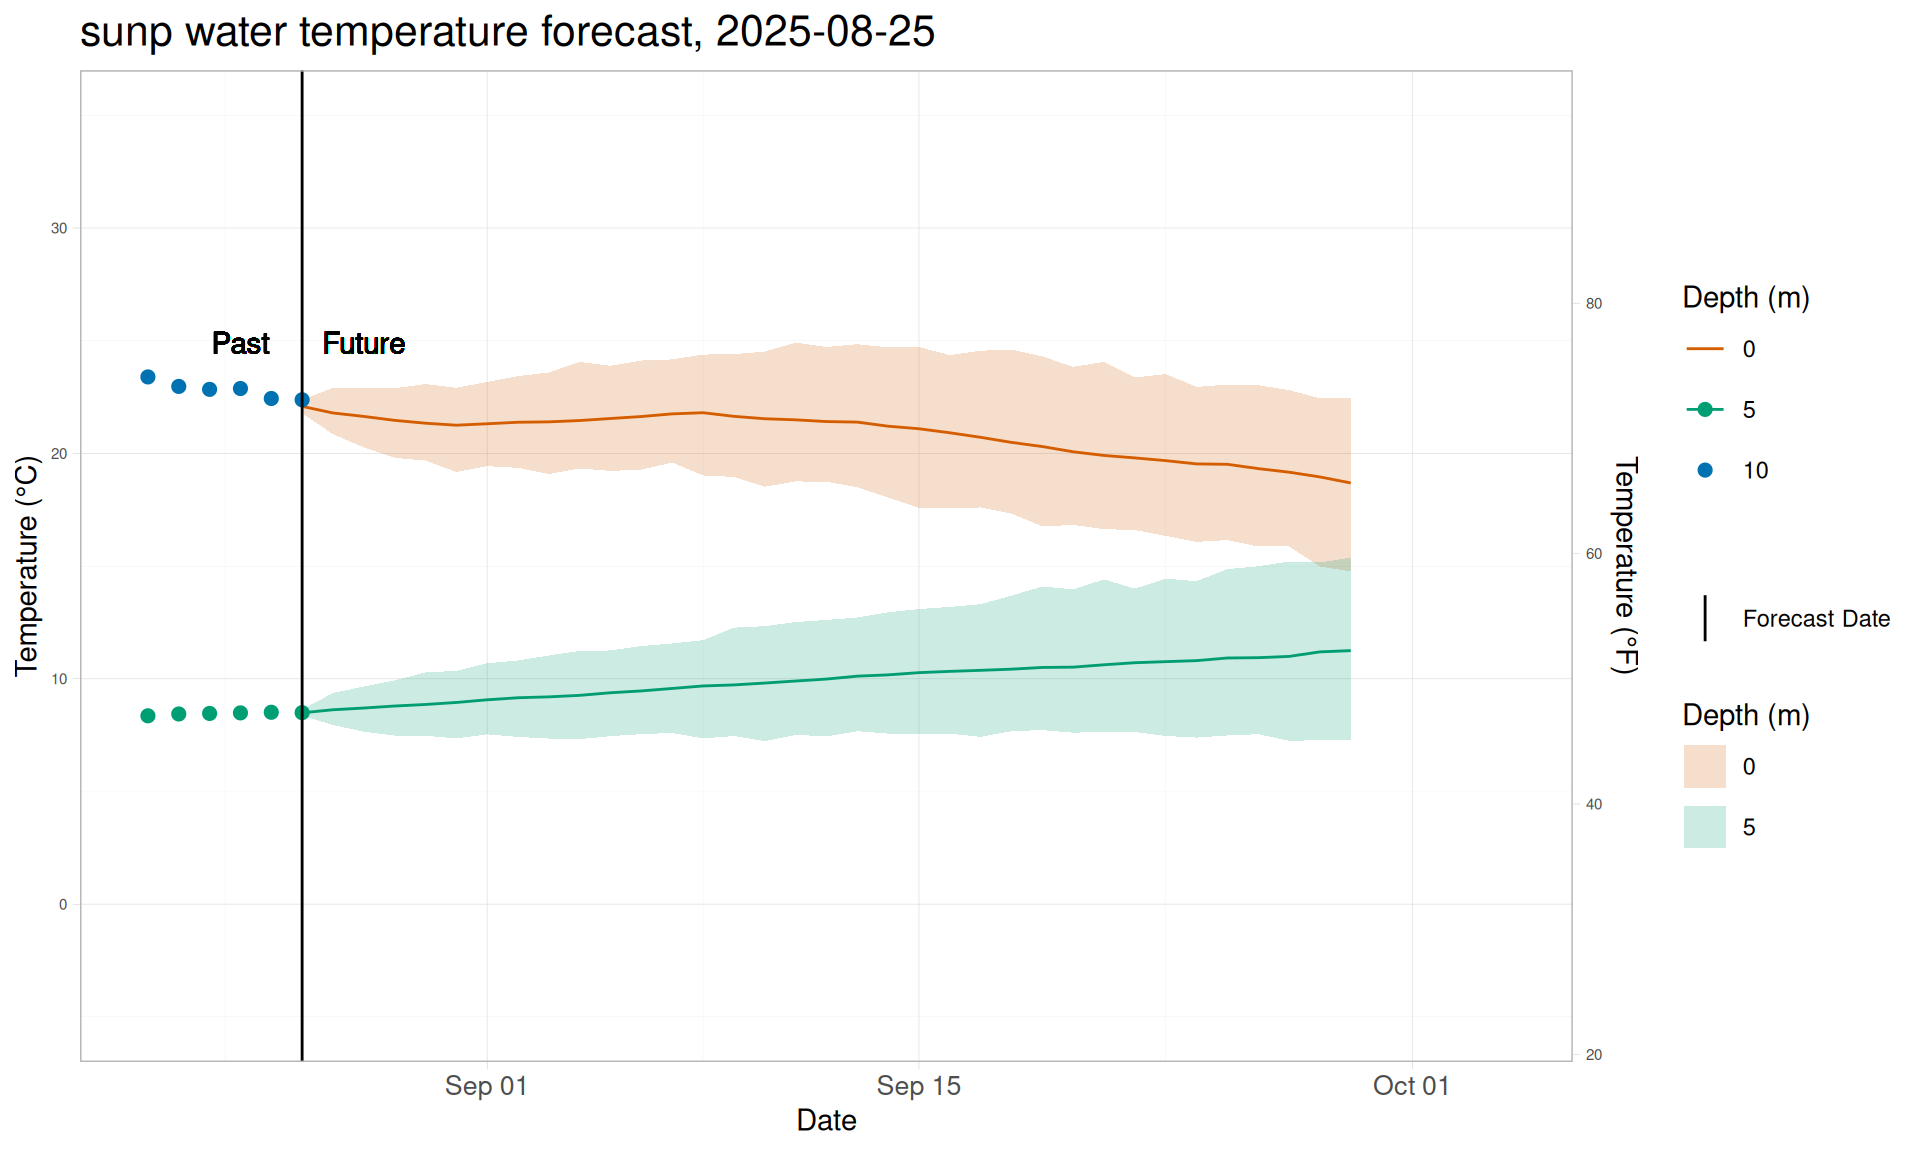 sunp water temperature forecast, 2025-08-25
Past
Future
30
20
10
0
Temperature (°C)
80
60
40
20
Temperature (°F)
Sep 01
Sep 15
Oct 01
Date
Depth (m)
0
5
10
Forecast Date
Depth (m)
0
5